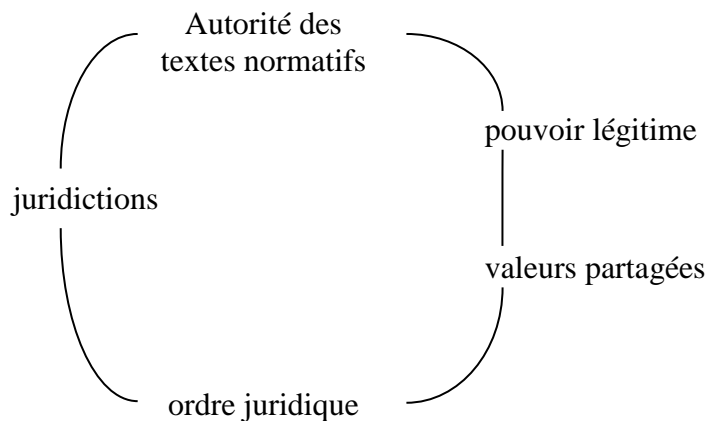 Autorité des
textes normatifs
pouvoir légitime
juridictions
valeurs partagées
ordre juridique